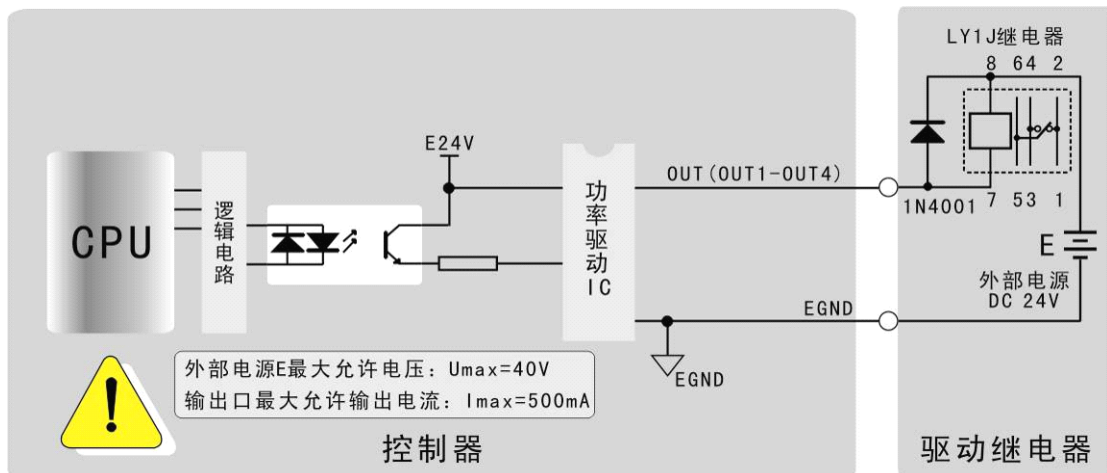 LY1J继电器
8 64 2
E24V
OUT(OUT1-OUT4)
1N4001
7 53 1
CPU
逻辑电路
功率驱动IC
E
外部电源
DC 24V
EGND
EGND
外部电源E最大允许电压：Umax=40V
输出口最大允许输出电流：Imax=500mA
!
控制器
驱动继电器